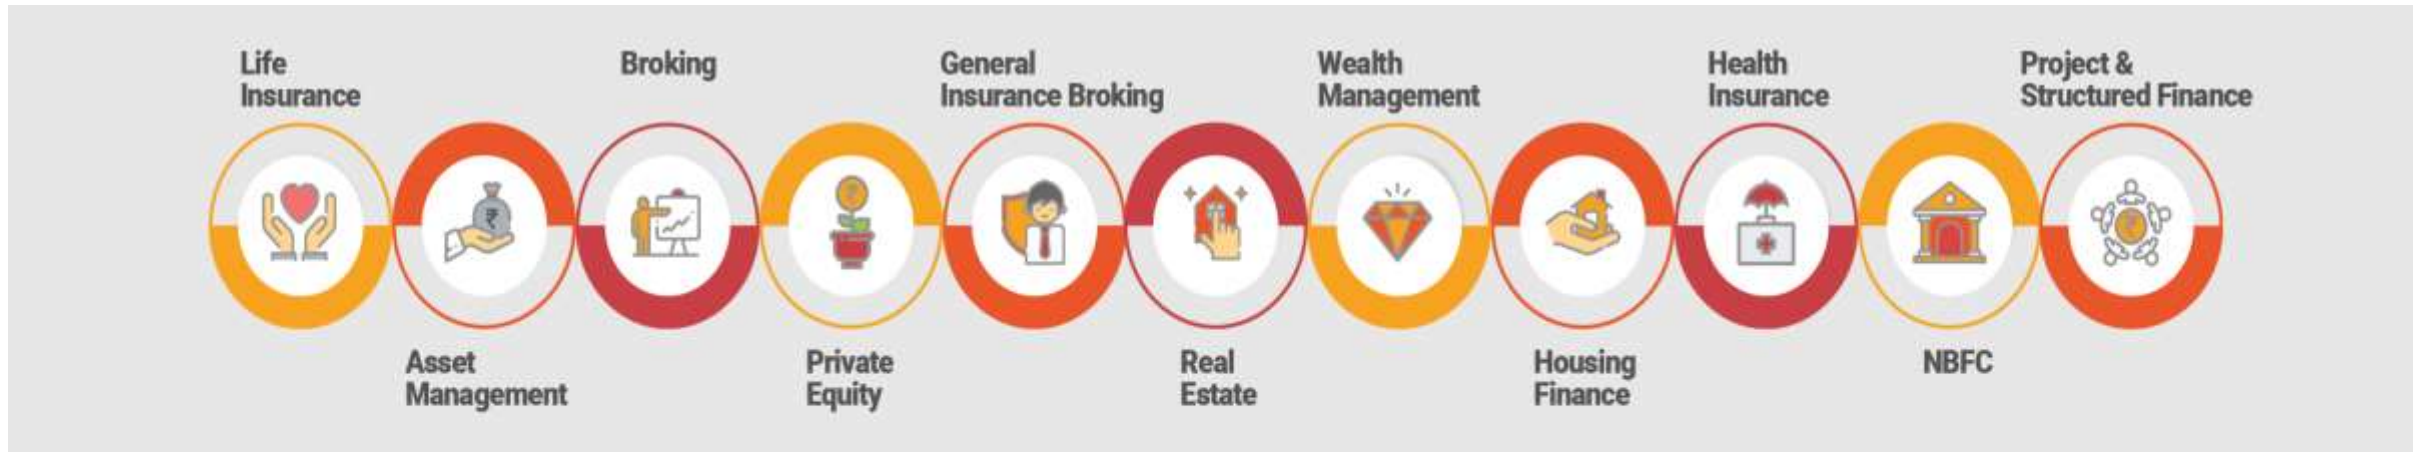 Life
Insurance
Asset
Management
Broking
Private
Equity
General
Insurance Broking
Real
Estate
Wealth
Management
Housing
Finance
Health
Insurance
NBFC
Project &
Structured Finance